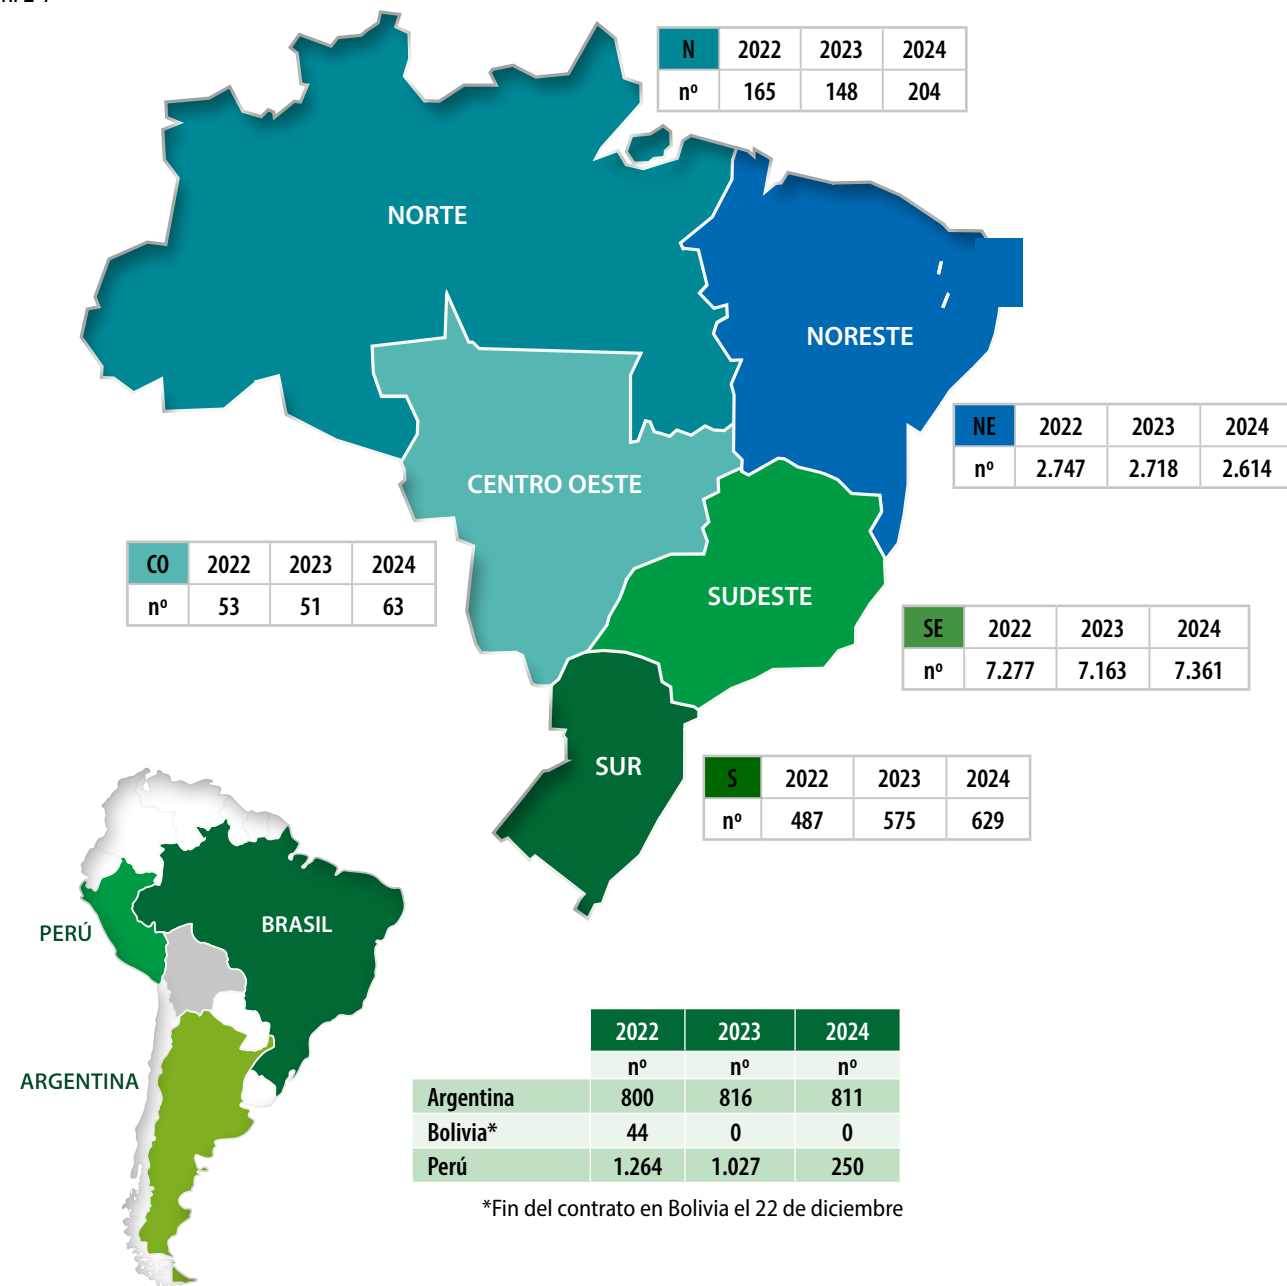 N 2022 2023 2024
nº 165 148 204
NORTE
NORESTE
NE 2022 2023 2024
nº 2.747 2.718 2.614
CENTRO OESTE
CO 2022 2023 2024
nº 53 51 63
SUDESTE
SE 2022 2023 2024
nº 7.277 7.163 7.361
SUR
S 2022 2023 2024
nº 487 575 629
BRASIL
PERÚ
ARGENTINA
2022 2023 2024
nº nº nº
Argentina 800 816 811
Bolivia* 44 0 0
Perú 1.264 1.027 250
*Fin del contrato en Bolivia el 22 de diciembre